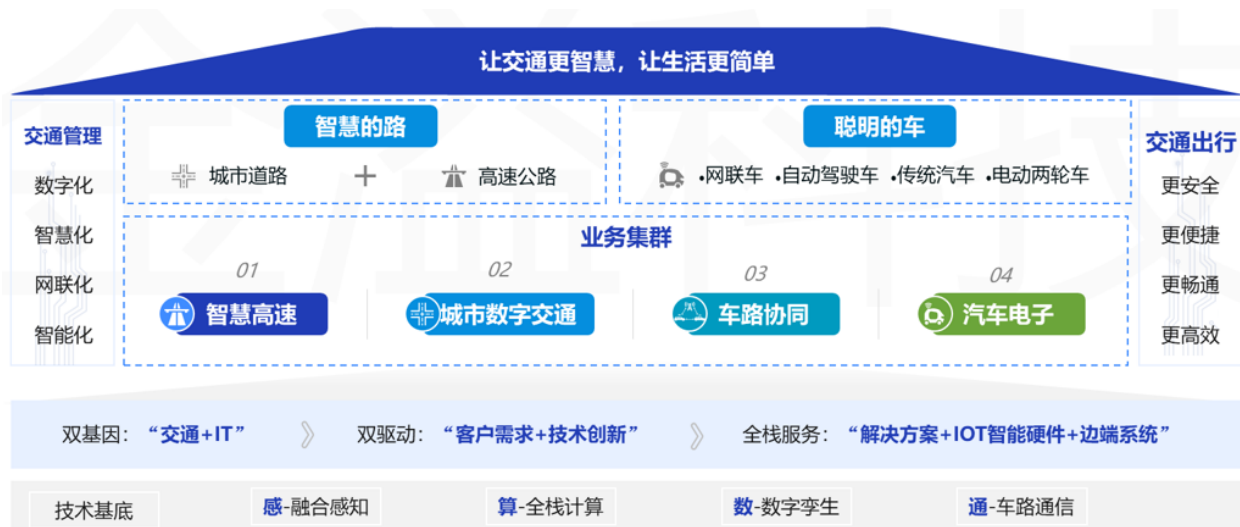 让交通更智慧，让生活更简单
交通管理
数字化
智慧化
网联化
智能化
智慧的路
城市道路 + 高速公路
聪明的车
•网联车 •自动驾驶车 •传统汽车 •电动两轮车
业务集群
01
智慧高速
02
城市数字交通
03
车路协同
04
汽车电子
交通出行
更安全
更便捷
更畅通
更高效
双基因：“交通+IT”
双驱动：“客户需求+技术创新”
全栈服务：“解决方案+IOT智能硬件+边端系统”
技术基底
感-融合感知
算-全栈计算
数-数字孪生
通-车路通信